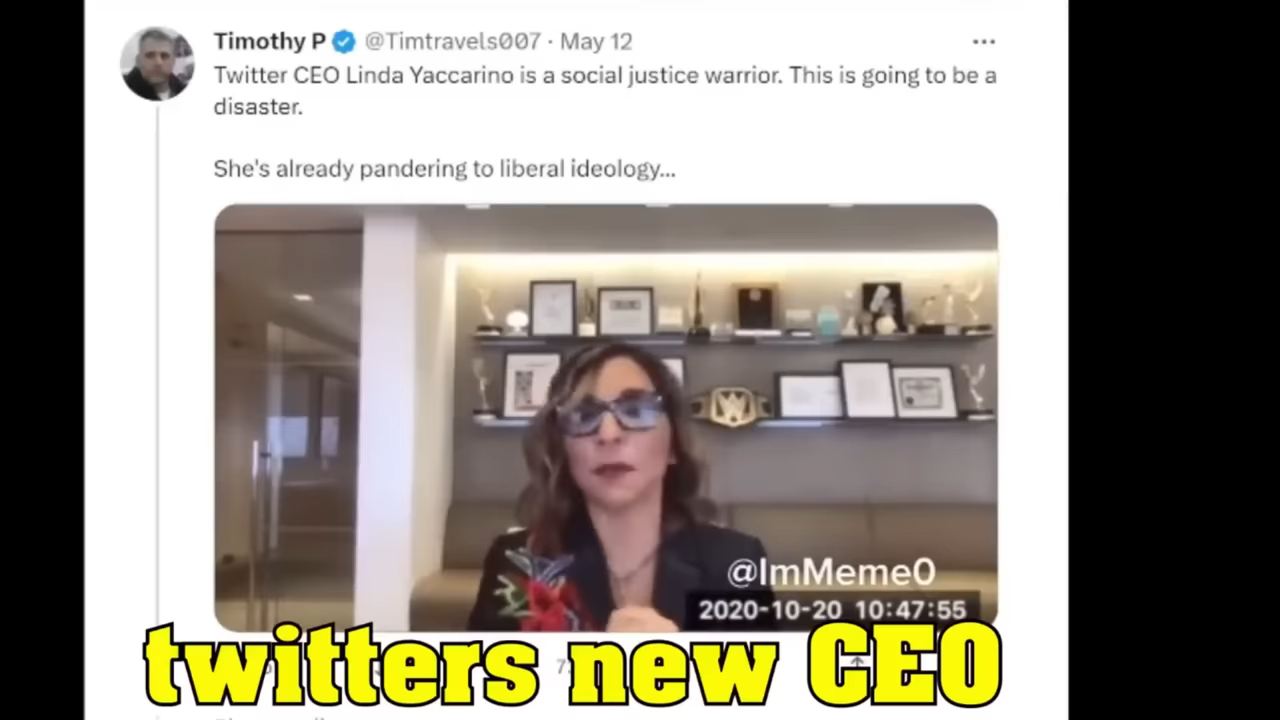 Timothy P @Timtravels007 · May 12
Twitter CEO Linda Yaccarino is a social justice warrior. This is going to be a
disaster.
She's already pandering to liberal ideology...
W
@ImMeme0
2020-10-20 10:47:55
twitters new CEO